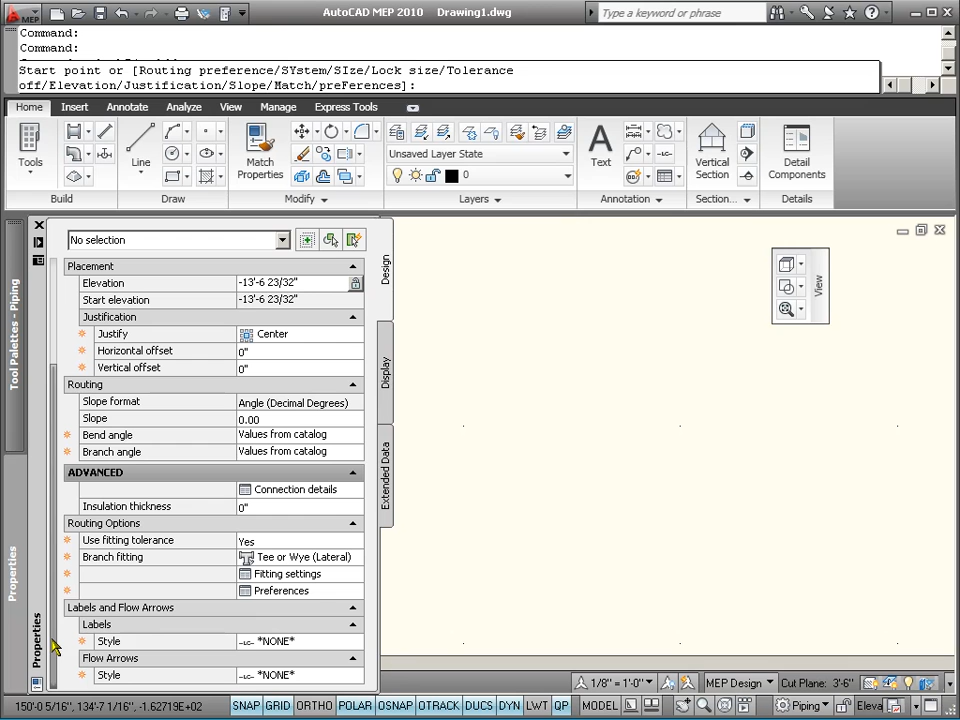 MEP
AutoCAD MEP 2010 Drawing1.dwg
Type a keyword or phrase
Command:
Command:
Start point or [Routing preference/SYstem/SIze/Lock size/Tolerance
off/Elevation/Justification/Slope/Match/preFerences]:
Home Insert Annotate Analyze View Manage Express Tools
Tools
Line
Match
Properties
Unsaved Layer State
0
Text
Vertical
Section
Detail
Components
Build Draw Modify Layers Annotation Section... Details
No selection
Placement
Elevation -13'-6 23/32"
Start elevation -13'-6 23/32"
Justification
Justify Center
Horizontal offset 0"
Vertical offset 0"
Routing
Slope format Angle (Decimal Degrees)
Slope 0.00
Bend angle Values from catalog
Branch angle Values from catalog
ADVANCED
Connection details
Insulation thickness 0"
Routing Options
Use fitting tolerance Yes
Branch fitting Tee or Wye (Lateral)
Fitting settings
Preferences
Labels and Flow Arrows
Labels
Style *NONE*
Flow Arrows
Style *NONE*
Design
Display
Extended Data
Tool Palettes - Piping
Properties
Properties
View
1/8" = 1'-0" MEP Design Cut Plane: 3'-6"
150'-0 5/16", 134'-7 1/16", -1.62719E+02 SNAP GRID ORTHO POLAR OSNAP OTRACK DUCS DYN LWT QP MODEL Piping Eleva